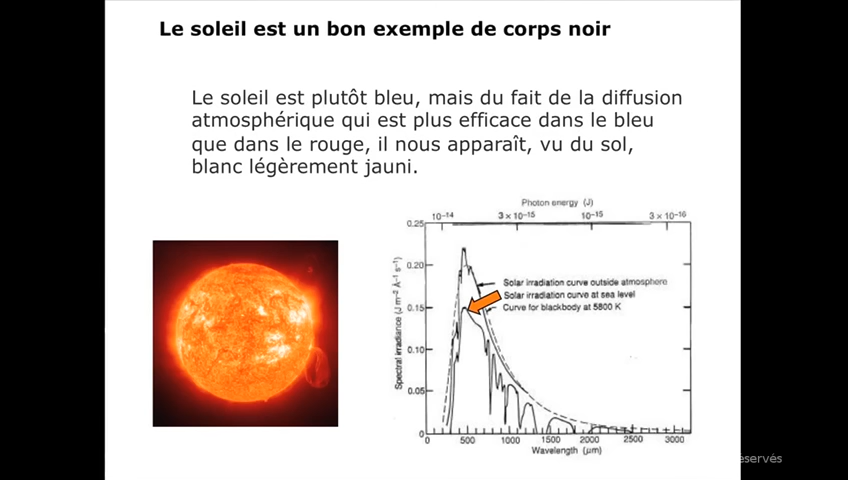 Le soleil est un bon exemple de corps noir
Le soleil est plutôt bleu, mais du fait de la diffusion
atmosphérique qui est plus efficace dans le bleu
que dans le rouge, il nous apparaît, vu du sol,
blanc légèrement jauni.
Photon energy (J)
10⁻¹⁴ 3 x 10⁻¹⁵ 10⁻¹⁵ 3 x 10⁻¹⁶
0.25
0.20
0.15
0.10
0.05
0
Spectral irradiance (J m⁻² Å⁻¹ s⁻¹)
Solar irradiation curve outside atmosphere
Solar irradiation curve at sea level
Curve for blackbody at 5800 K
0 500 1000 1500 2000 2500 3000
Wavelength (μm)